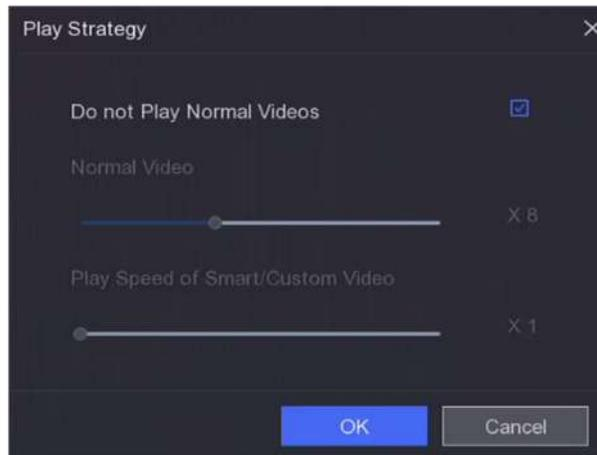 Play Strategy
Do not Play Normal Videos
Normal Video
X 8
Play Speed of Smart/Custom Video
X 1
OK
Cancel